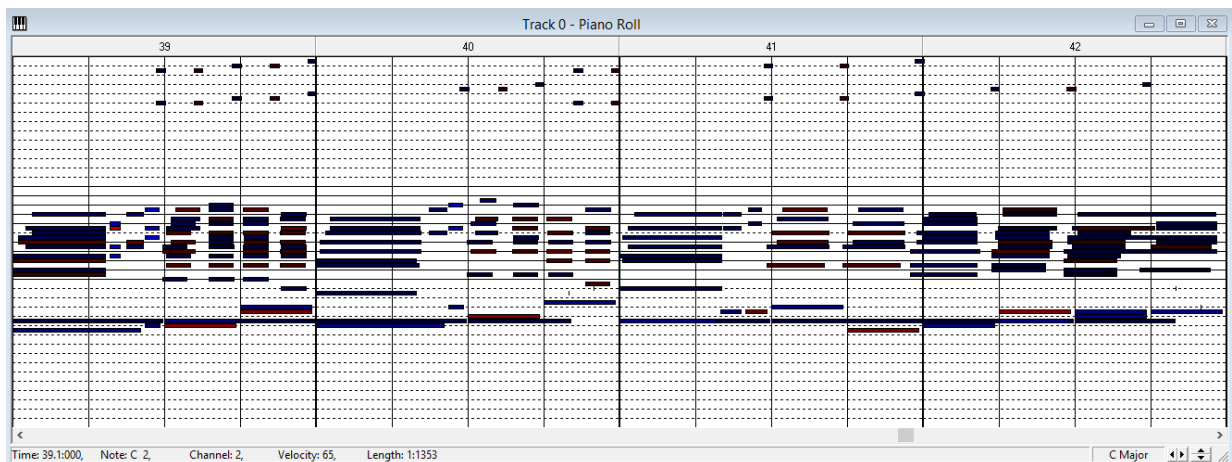 Track 0 - Piano Roll
39 40 41 42
Time: 39.1:000, Note: C 2, Channel: 2, Velocity: 65, Length: 1:1353 C Major